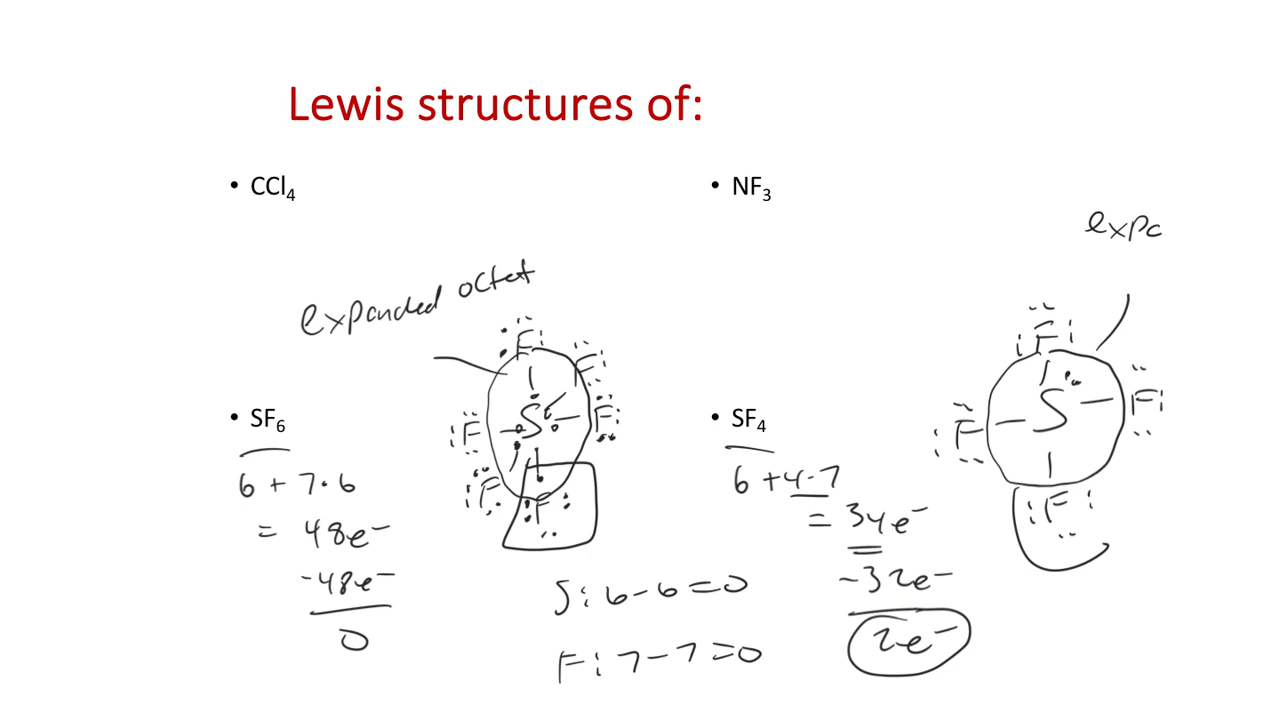 Lewis structures of:
• CCl4
• NF3
expa
expanded octet
F
F
F
S
F
F
F
F
F
S
F
F
• SF6
6 + 7·6
= 48e-
-48e-
0
• SF4
6 + 4·7
= 34e-
-32e-
2e-
S: 6-6=0
F: 7-7=0